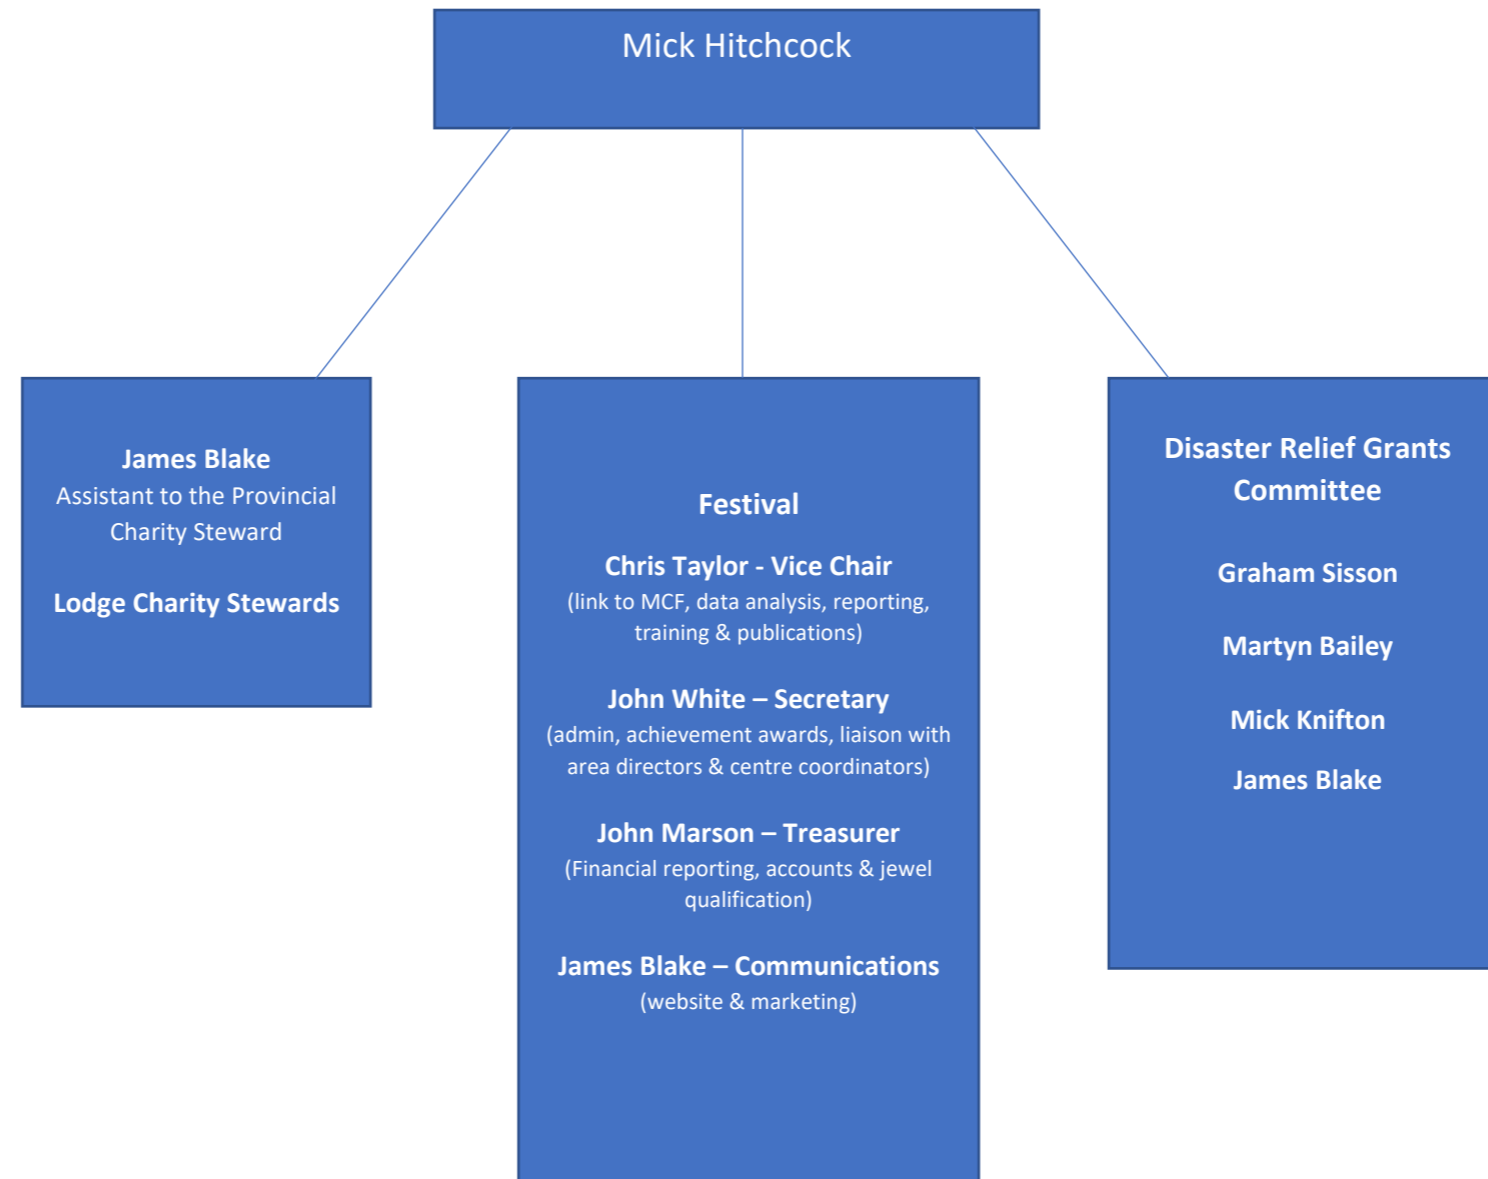 Mick Hitchcock
James Blake
Assistant to the Provincial
Charity Steward
Lodge Charity Stewards
Festival
Chris Taylor - Vice Chair
(link to MCF, data analysis, reporting,
training & publications)
John White – Secretary
(admin, achievement awards, liaison with
area directors & centre coordinators)
John Marson – Treasurer
(Financial reporting, accounts & jewel
qualification)
James Blake – Communications
(website & marketing)
Disaster Relief Grants
Committee
Graham Sisson
Martyn Bailey
Mick Knifton
James Blake